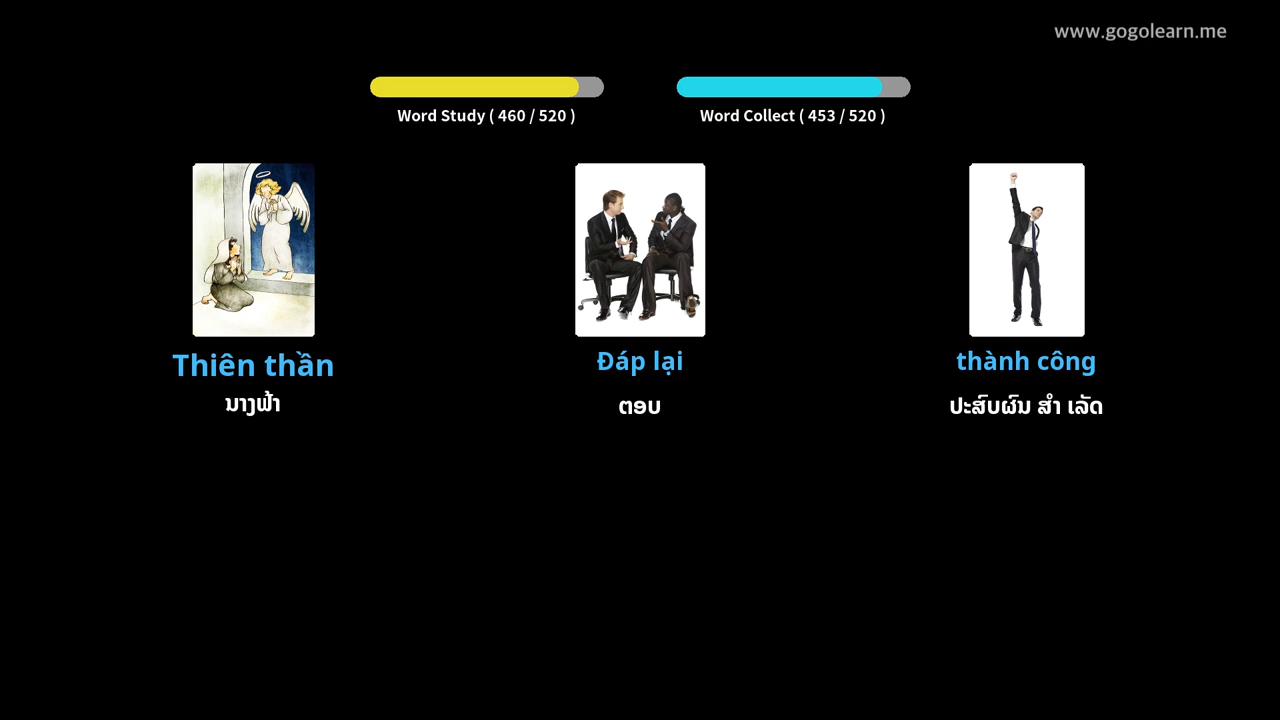 www.gogolearn.me
Word Study ( 460 / 520 )
Word Collect ( 453 / 520 )
Thiên thần
Đáp lại
thành công
ນາງຟ້າ
ຕອບ
ປະສົບຜົນ ສຳ ເລັດ